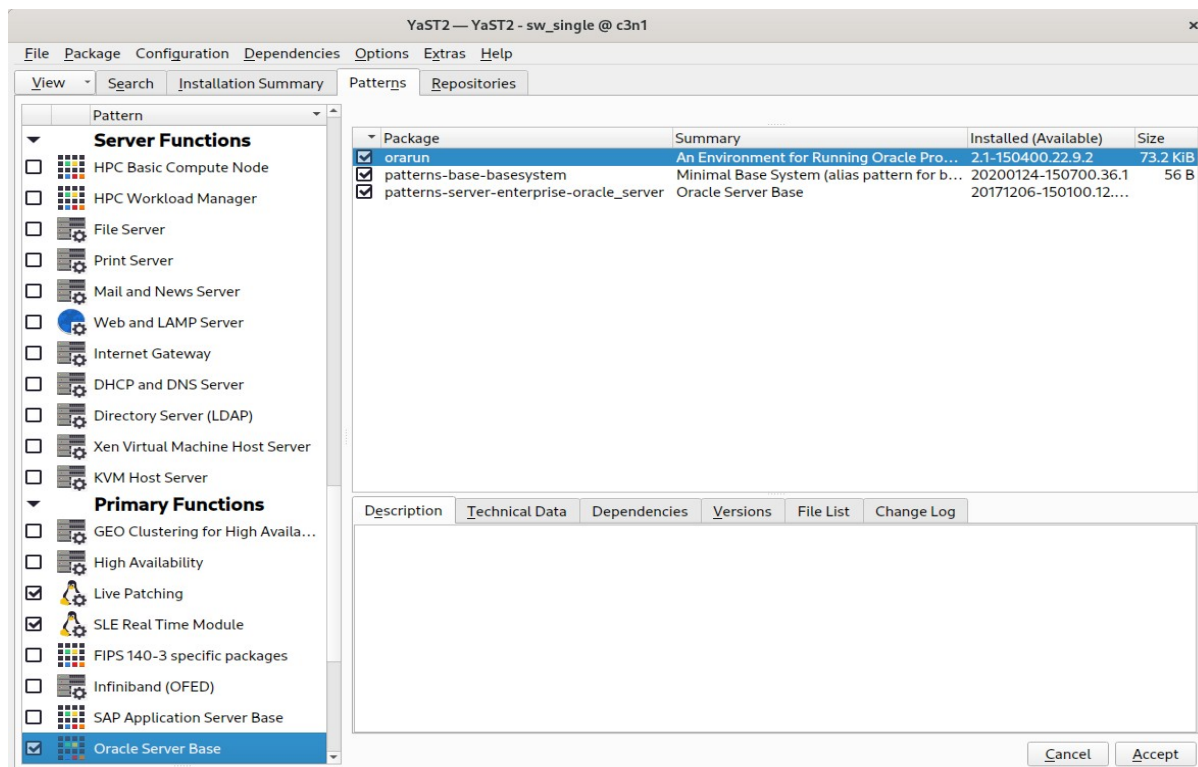 YaST2 — YaST2 - sw_single @ c3n1
File Package Configuration Dependencies Options Extras Help
View Search Installation Summary Patterns Repositories
Pattern
Server Functions
HPC Basic Compute Node
HPC Workload Manager
File Server
Print Server
Mail and News Server
Web and LAMP Server
Internet Gateway
DHCP and DNS Server
Directory Server (LDAP)
Xen Virtual Machine Host Server
KVM Host Server
Primary Functions
GEO Clustering for High Availa...
High Availability
Live Patching
SLE Real Time Module
FIPS 140-3 specific packages
Infiniband (OFED)
SAP Application Server Base
Oracle Server Base
Package Summary Installed (Available) Size
orarun An Environment for Running Oracle Pro... 2.1-150400.22.9.2 73.2 KiB
patterns-base-basesystem Minimal Base System (alias pattern for b... 20200124-150700.36.1 56 B
patterns-server-enterprise-oracle_server Oracle Server Base 20171206-150100.12....
Description Technical Data Dependencies Versions File List Change Log
Cancel Accept